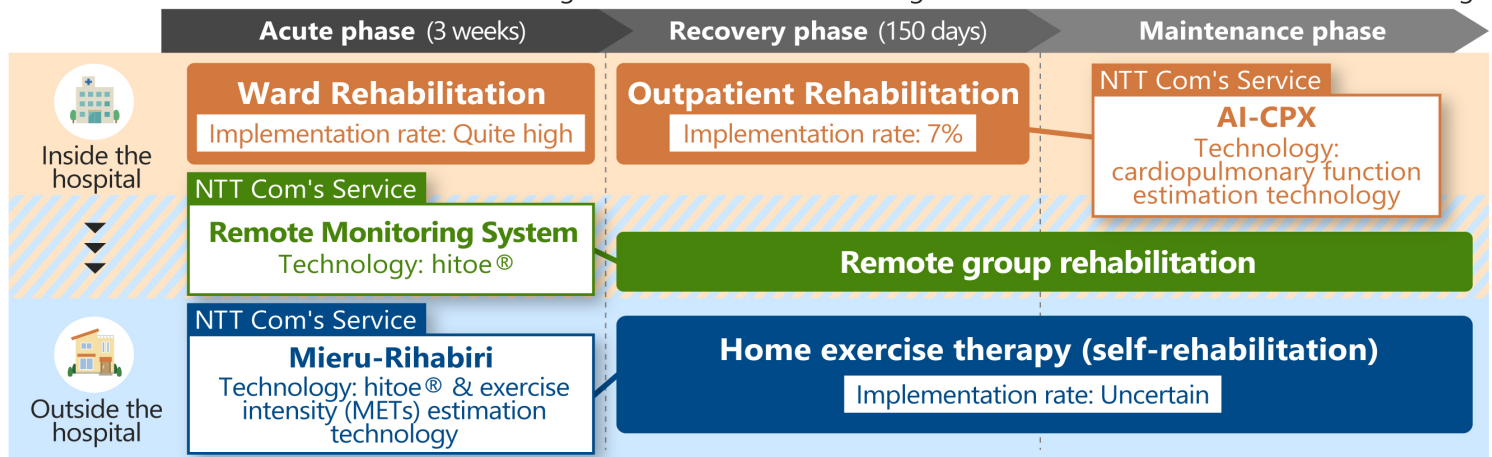 Acute phase (3 weeks)
Recovery phase (150 days)
Maintenance phase
Inside the
hospital
Ward Rehabilitation
Implementation rate: Quite high
Outpatient Rehabilitation
Implementation rate: 7%
NTT Com's Service
AI-CPX
Technology:
cardiopulmonary function
estimation technology
NTT Com's Service
Remote Monitoring System
Technology: hitoe®
Remote group rehabilitation
Outside the
hospital
NTT Com's Service
Mieru-Rihabiri
Technology: hitoe® & exercise
intensity (METs) estimation
technology
Home exercise therapy (self-rehabilitation)
Implementation rate: Uncertain